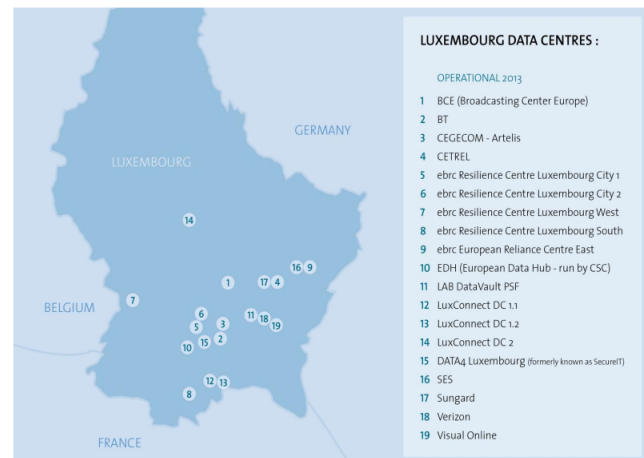 GERMANY
LUXEMBOURG
14
16 9
1 17 4
7
BELGIUM
6 11 18
5 3 19
10 15 2
12 13
8
FRANCE
LUXEMBOURG DATA CENTRES :
OPERATIONAL 2013
1 BCE (Broadcasting Center Europe)
2 BT
3 CEGECOM - Artelis
4 CETREL
5 ebrc Resilience Centre Luxembourg City 1
6 ebrc Resilience Centre Luxembourg City 2
7 ebrc Resilience Centre Luxembourg West
8 ebrc Resilience Centre Luxembourg South
9 ebrc European Reliance Centre East
10 EDH (European Data Hub - run by CSC)
11 LAB DataVault PSF
12 LuxConnect DC 1.1
13 LuxConnect DC 1.2
14 LuxConnect DC 2
15 DATA4 Luxembourg (formerly known as SecureIT)
16 SES
17 Sungard
18 Verizon
19 Visual Online